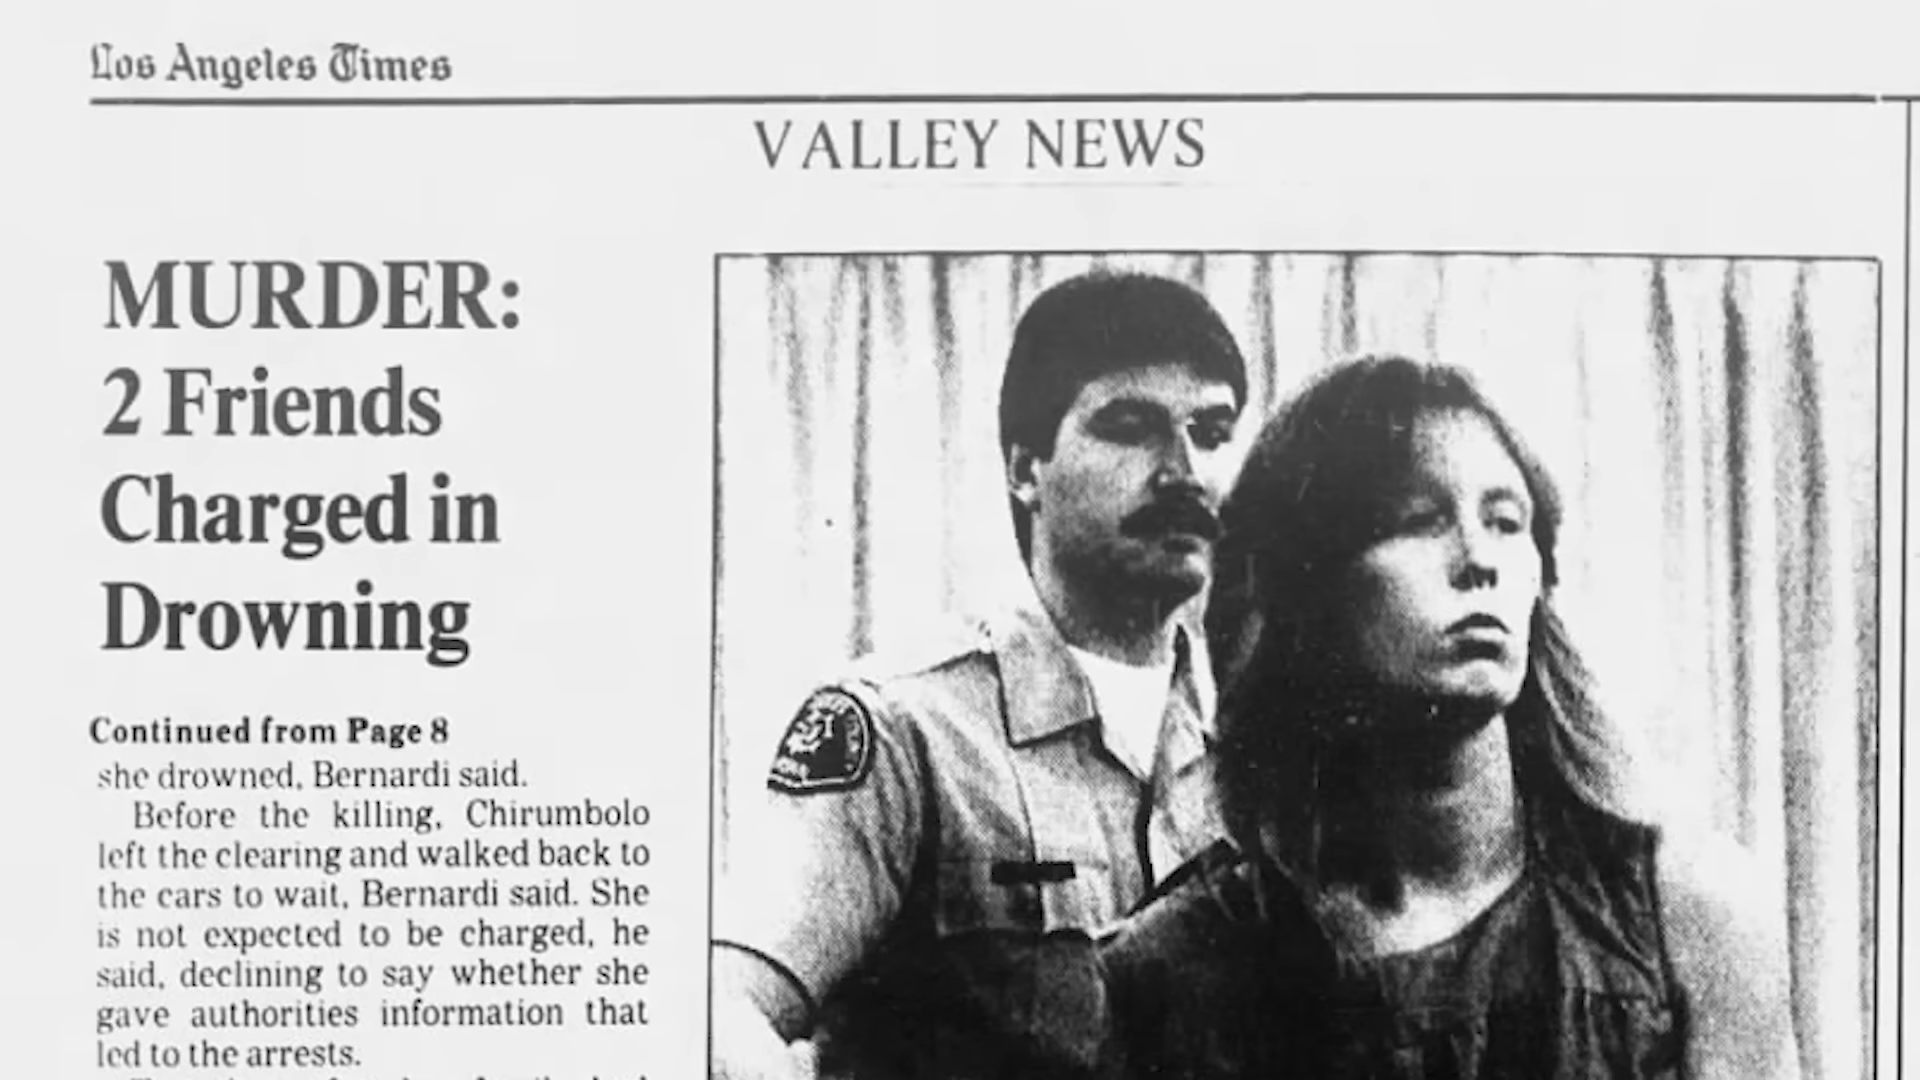 Los Angeles Times
VALLEY NEWS
MURDER:
2 Friends
Charged in
Drowning
Continued from Page 8
she drowned, Bernardi said.
Before the killing, Chirumbolo
left the clearing and walked back to
the cars to wait, Bernardi said. She
is not expected to be charged, he
said, declining to say whether she
gave authorities information that
led to the arrests.